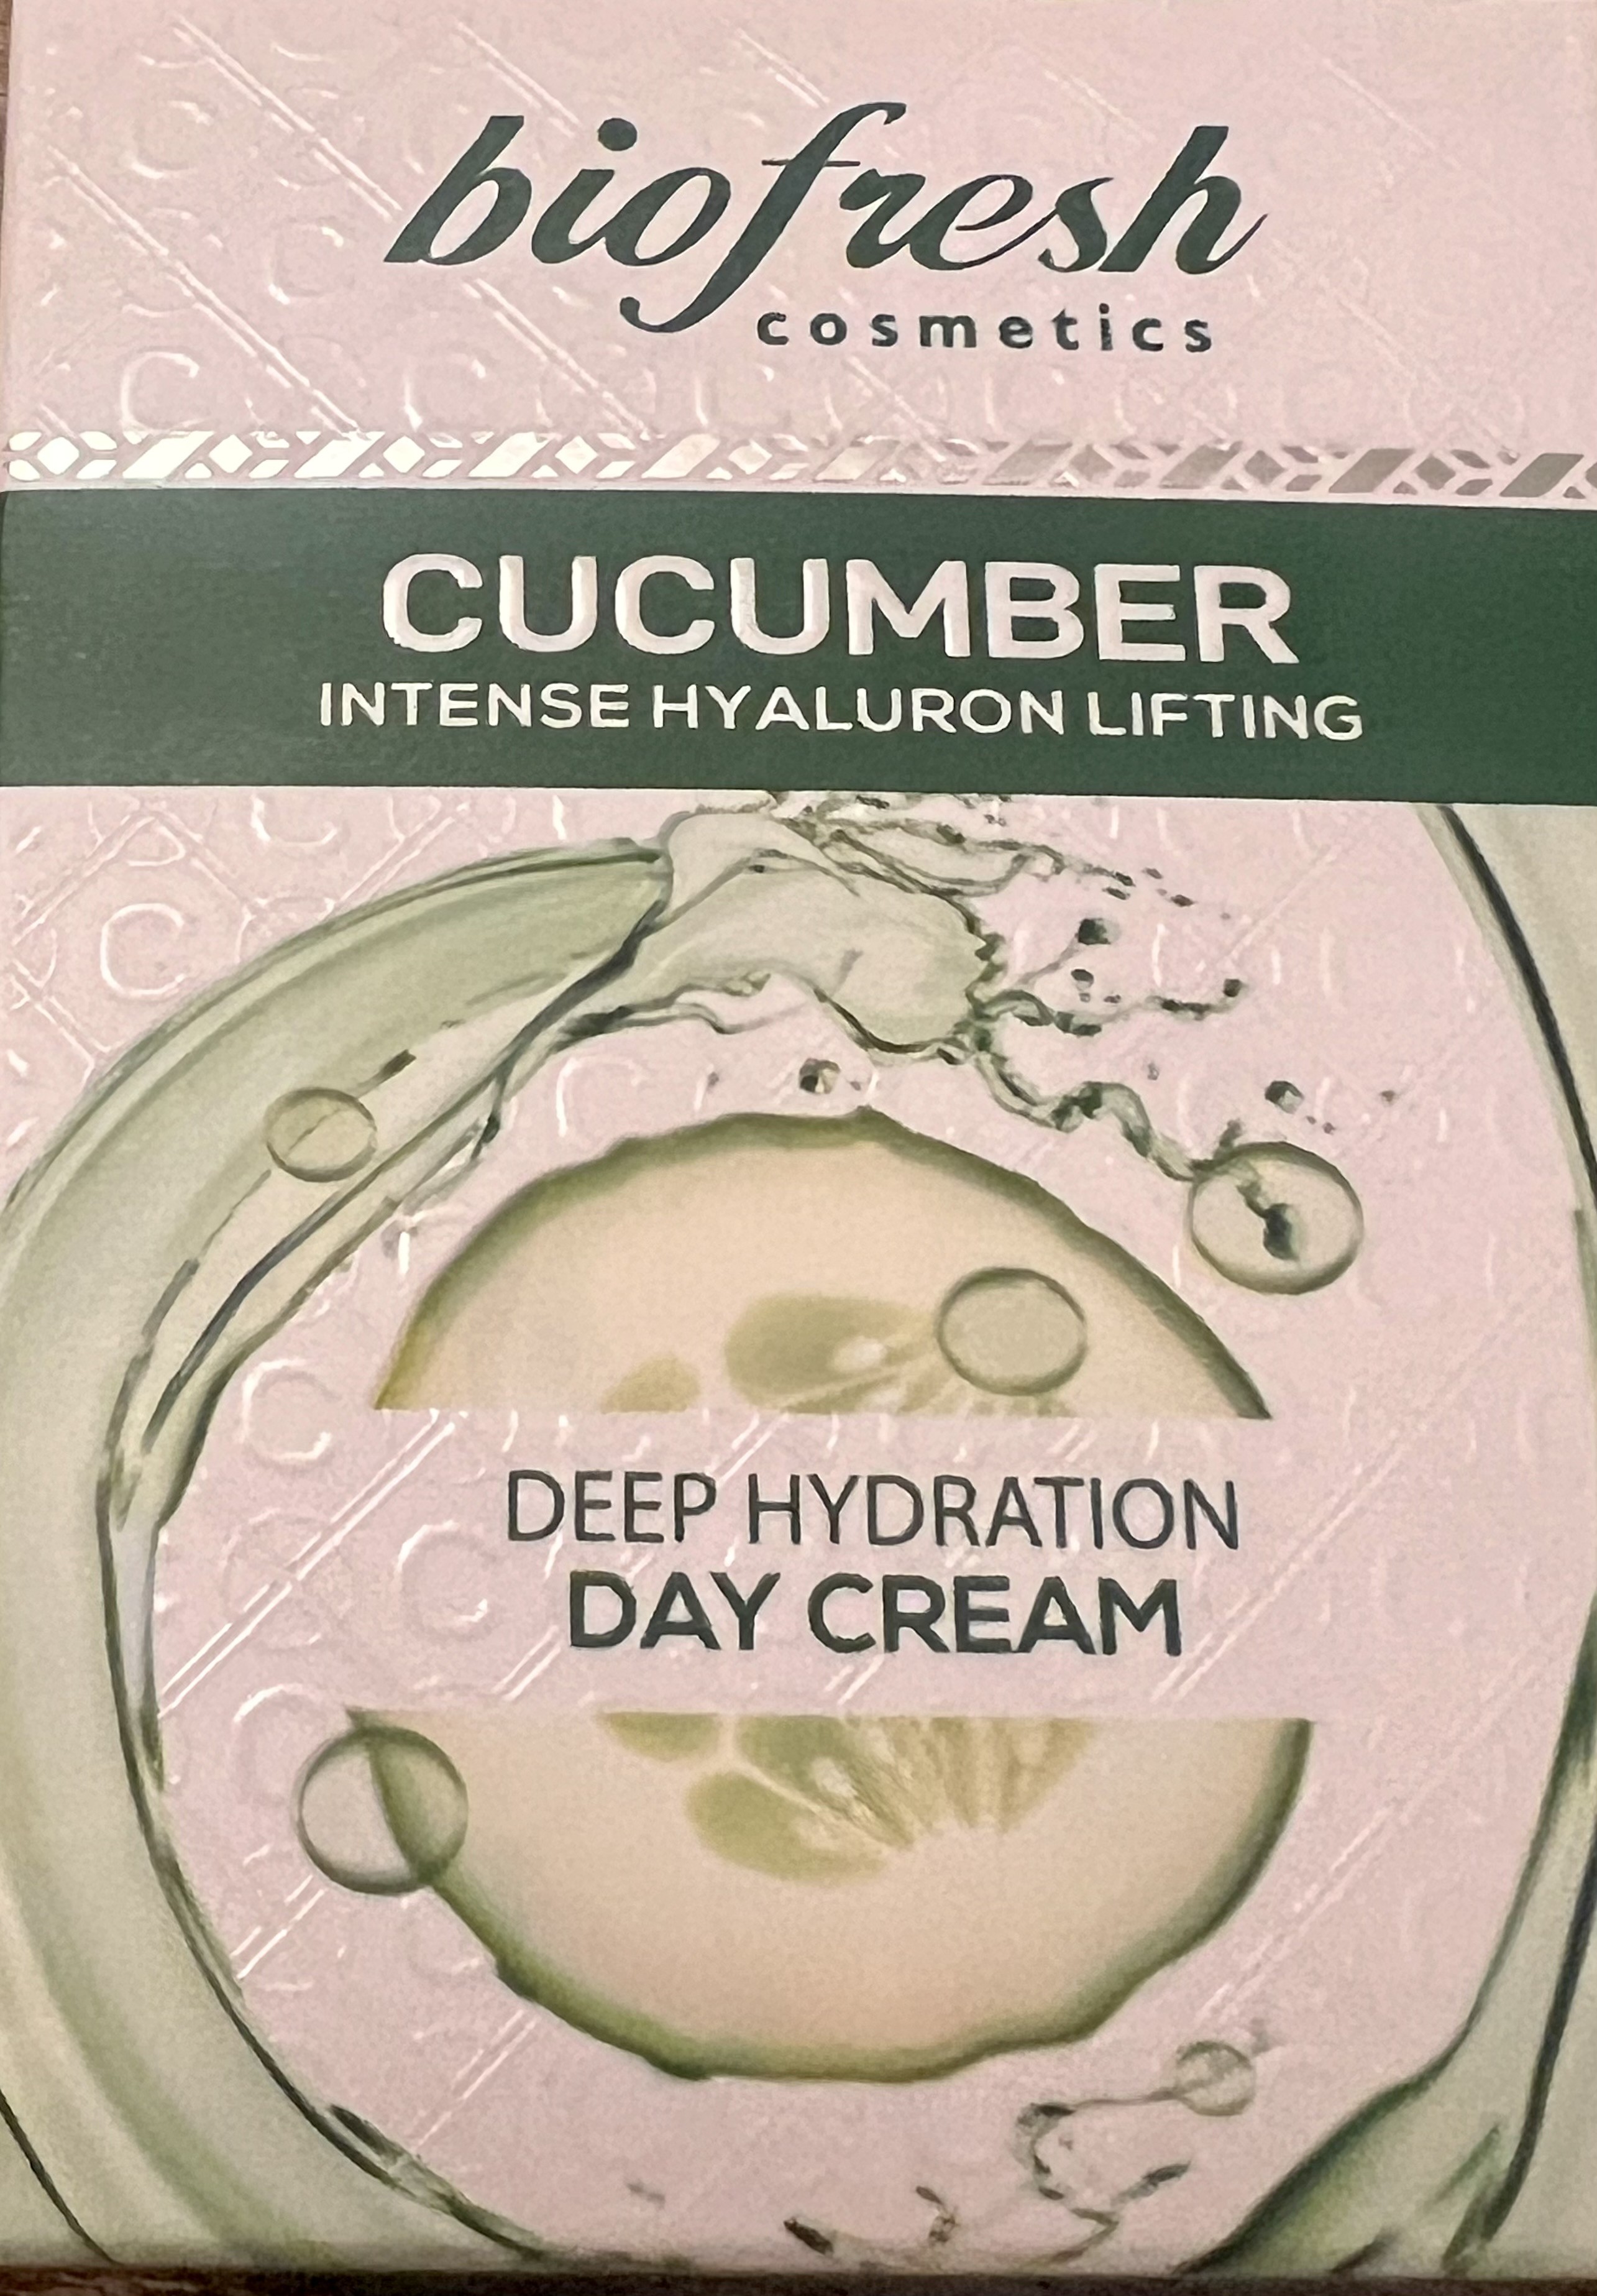 biofresh
cosmetics
CUCUMBER
INTENSE HYALURON LIFTING
DEEP HYDRATION
DAY CREAM